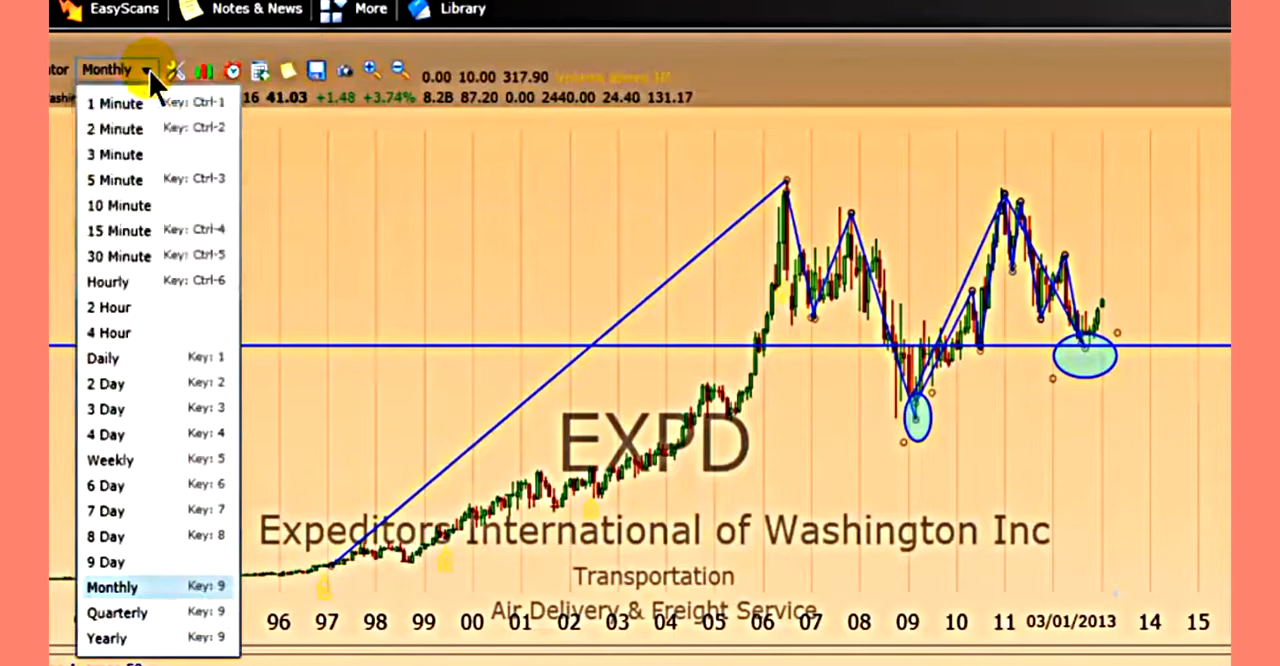 EasyScans Notes & News More Library
tor Monthly
0.00 10.00 317.90
16 41.03 +1.48 +3.74% 8.2B 87.20 0.00 2440.00 24.40 131.17
1 Minute Key: Ctrl-1
2 Minute Key: Ctrl-2
3 Minute
5 Minute Key: Ctrl-3
10 Minute
15 Minute Key: Ctrl-4
30 Minute Key: Ctrl-5
Hourly Key: Ctrl-6
2 Hour
4 Hour
Daily Key: 1
2 Day Key: 2
3 Day Key: 3
4 Day Key: 4
Weekly Key: 5
6 Day Key: 6
7 Day Key: 7
8 Day Key: 8
9 Day
Monthly Key: 9
Quarterly Key: 9
Yearly Key: 9
EXPD
Expeditors International of Washington Inc
Transportation
Air Delivery & Freight Service
96 97 98 99 00 01 02 03 04 05 06 07 08 09 10 11 03/01/2013 14 15